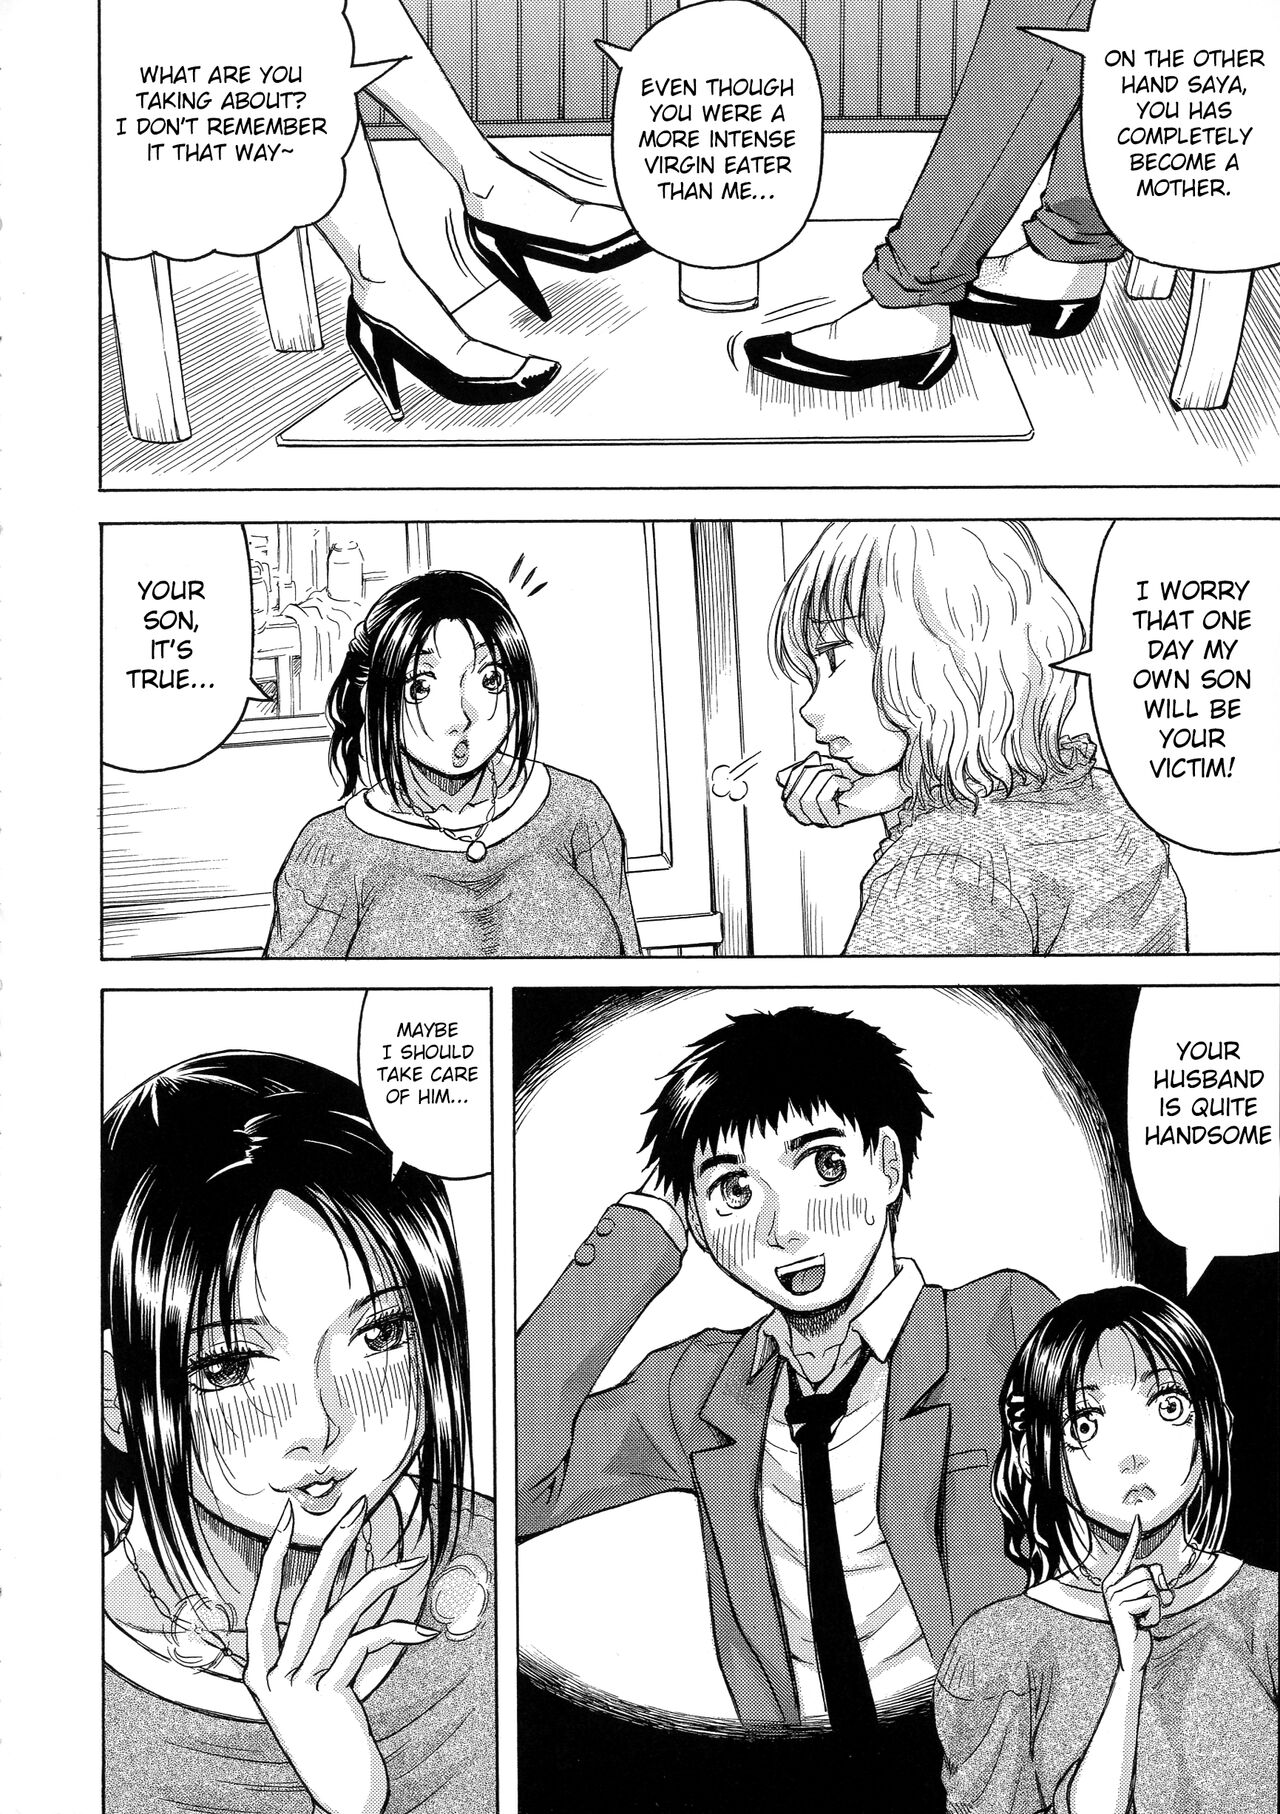 ON THE OTHER
HAND SAYA,
YOU HAS
COMPLETELY
BECOME A
MOTHER.
EVEN THOUGH
YOU WERE A
MORE INTENSE
VIRGIN EATER
THAN ME...
WHAT ARE YOU
TAKING ABOUT?
I DON'T REMEMBER
IT THAT WAY~
I WORRY
THAT ONE
DAY MY
OWN SON
WILL BE
YOUR
VICTIM!
YOUR
SON,
IT'S
TRUE...
YOUR
HUSBAND
IS QUITE
HANDSOME
MAYBE
I SHOULD
TAKE CARE
OF HIM...